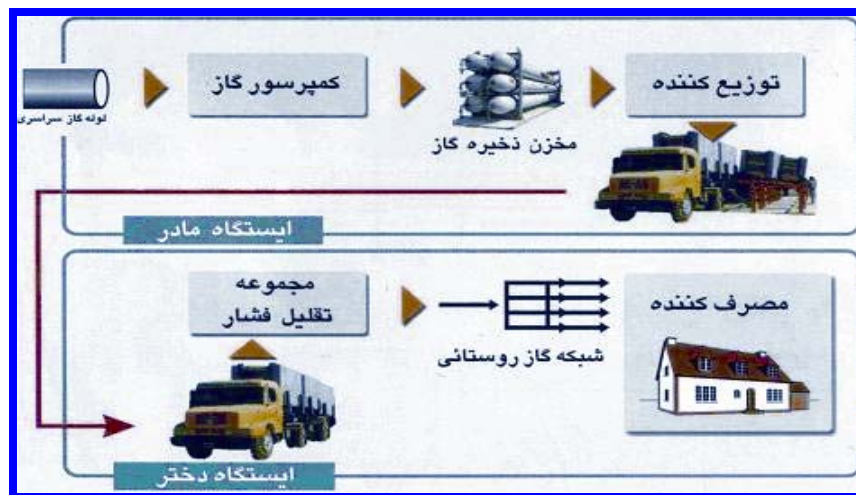 توزیع کننده
کمپرسور گاز
مخزن ذخیره گاز
لوله گاز سراسری
ایستگاه مادر
مجموعه
تقلیل فشار
شبکه گاز روستائی
مصرف کننده
ایستگاه دختر